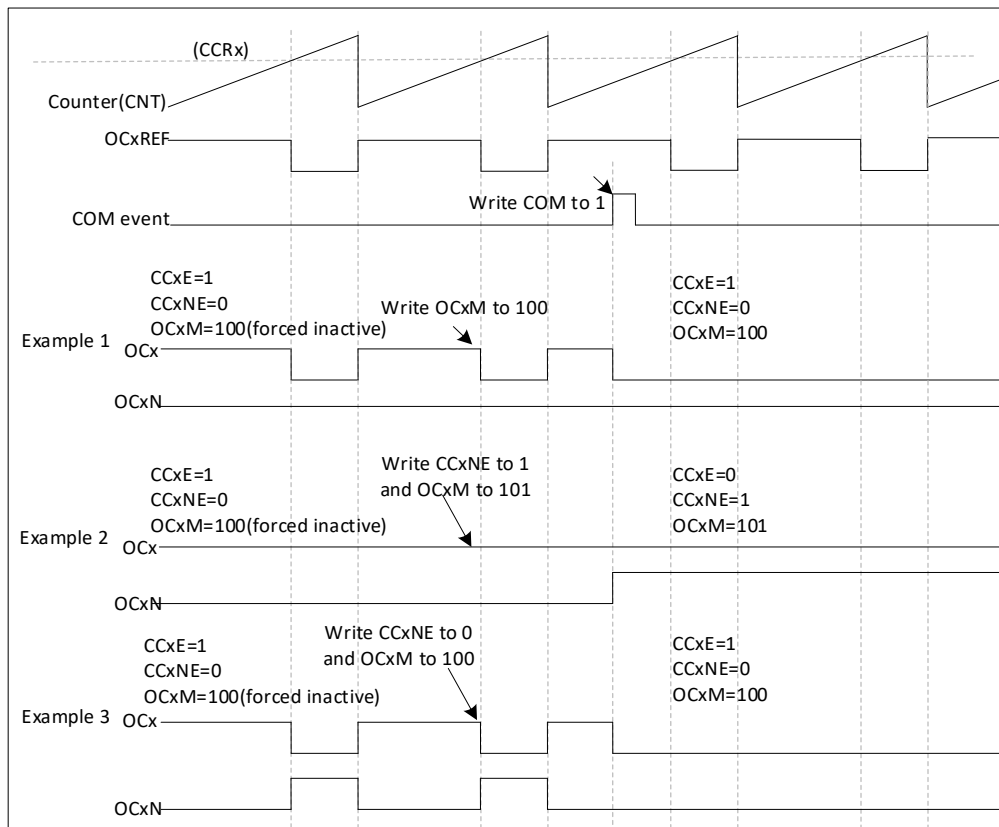 (CCRx)
Counter(CNT)
OCxREF
Write COM to 1
COM event
CCxE=1
CCxNE=0
OCxM=100(forced inactive)
Write OCxM to 100
CCxE=1
CCxNE=0
OCxM=100
Example 1
OCx
OCxN
CCxE=1
CCxNE=0
OCxM=100(forced inactive)
Write CCxNE to 1
and OCxM to 101
CCxE=0
CCxNE=1
OCxM=101
Example 2
OCx
OCxN
CCxE=1
CCxNE=0
OCxM=100(forced inactive)
Write CCxNE to 0
and OCxM to 100
CCxE=1
CCxNE=0
OCxM=100
Example 3
OCx
OCxN